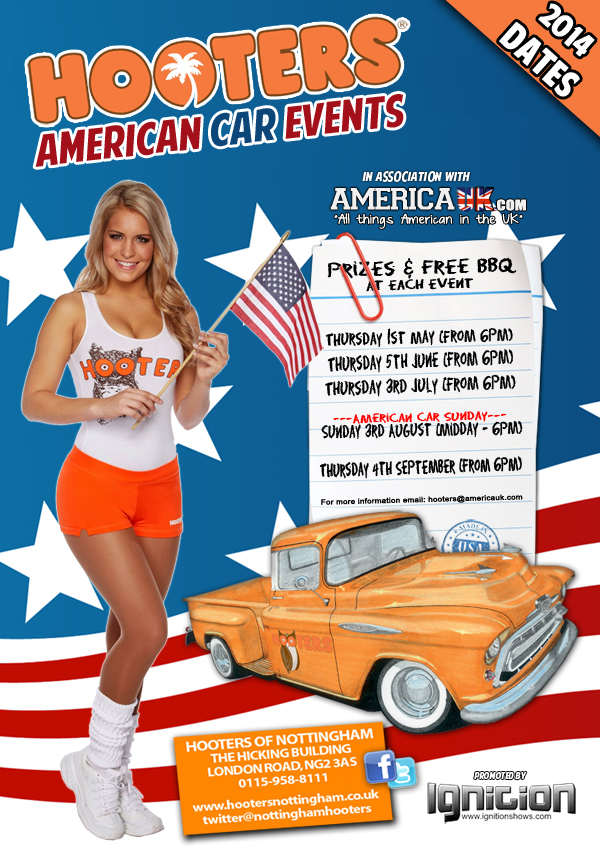 HOOTERS®
AMERICAN CAR EVENTS
2014
DATES
IN ASSOCIATION WITH
AMERICAUK.COM
"All things American in the UK"
PRIZES & FREE BBQ
AT EACH EVENT
THURSDAY 1ST MAY (FROM 6PM)
THURSDAY 5TH JUNE (FROM 6PM)
THURSDAY 3RD JULY (FROM 6PM)
---AMERICAN CAR SUNDAY---
SUNDAY 3RD AUGUST (MIDDAY - 6PM)
THURSDAY 4TH SEPTEMBER (FROM 6PM)
For more information email: hooters@americauk.com
MADE IN
USA
HOOTER
HOOTERS
HOOTERS
HOOTERS OF NOTTINGHAM
THE HICKING BUILDING
LONDON ROAD, NG2 3AS
0115-958-8111
www.hootersnottingham.co.uk
twitter@nottinghamhooters
f
t
PROMOTED BY
Ignition
www.ignitionshows.com